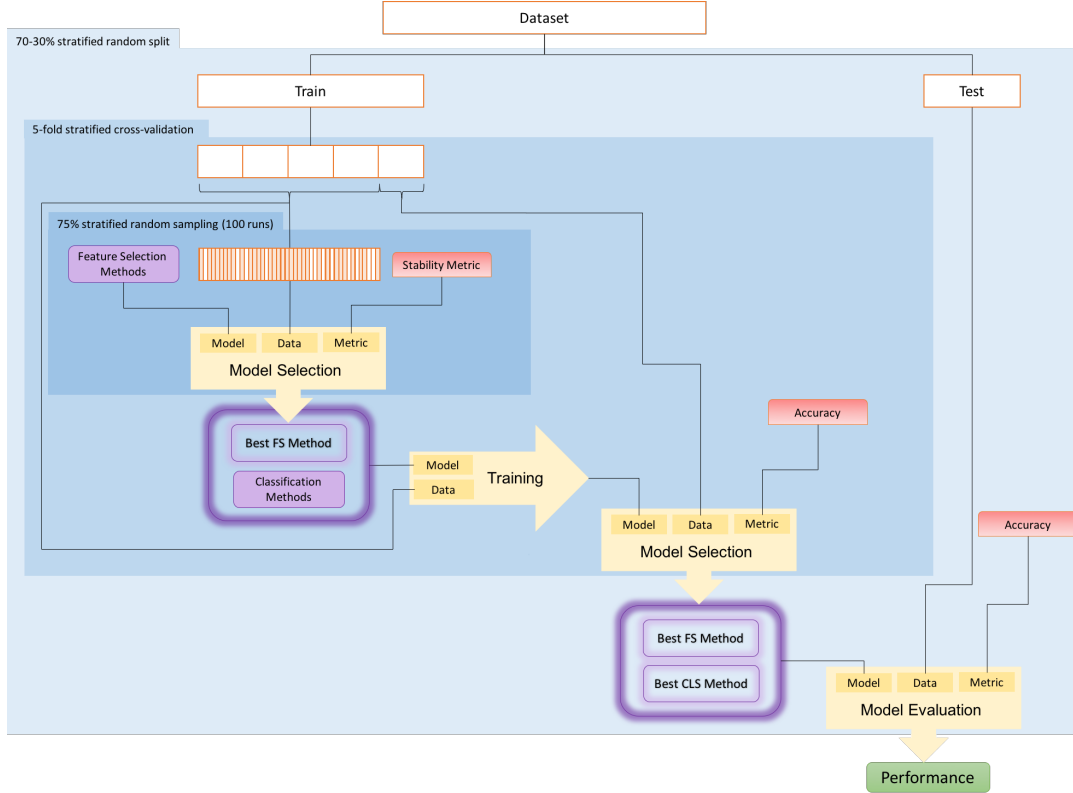 Dataset
70-30% stratified random split
Train
Test
5-fold stratified cross-validation
75% stratified random sampling (100 runs)
Feature Selection
Methods
Stability Metric
Model
Data
Metric
Model Selection
Best FS Method
Classification
Methods
Model
Data
Training
Accuracy
Model
Data
Metric
Model Selection
Accuracy
Best FS Method
Best CLS Method
Model
Data
Metric
Model Evaluation
Performance